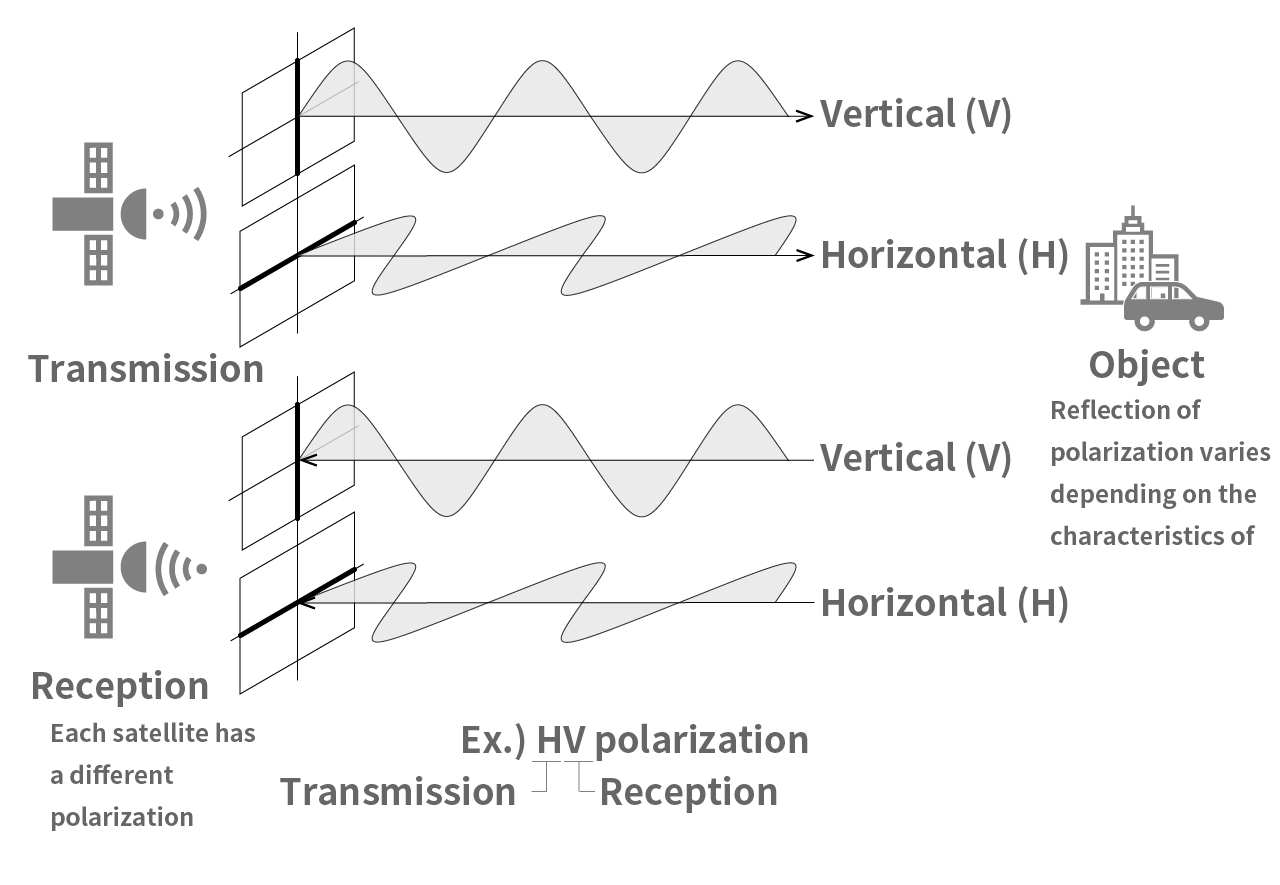 Vertical (V)
Horizontal (H)
Transmission
Object
Reflection of
polarization varies
depending on the
characteristics of
Vertical (V)
Horizontal (H)
Reception
Each satellite has
a different
polarization
Ex.) HV polarization
Transmission
Reception